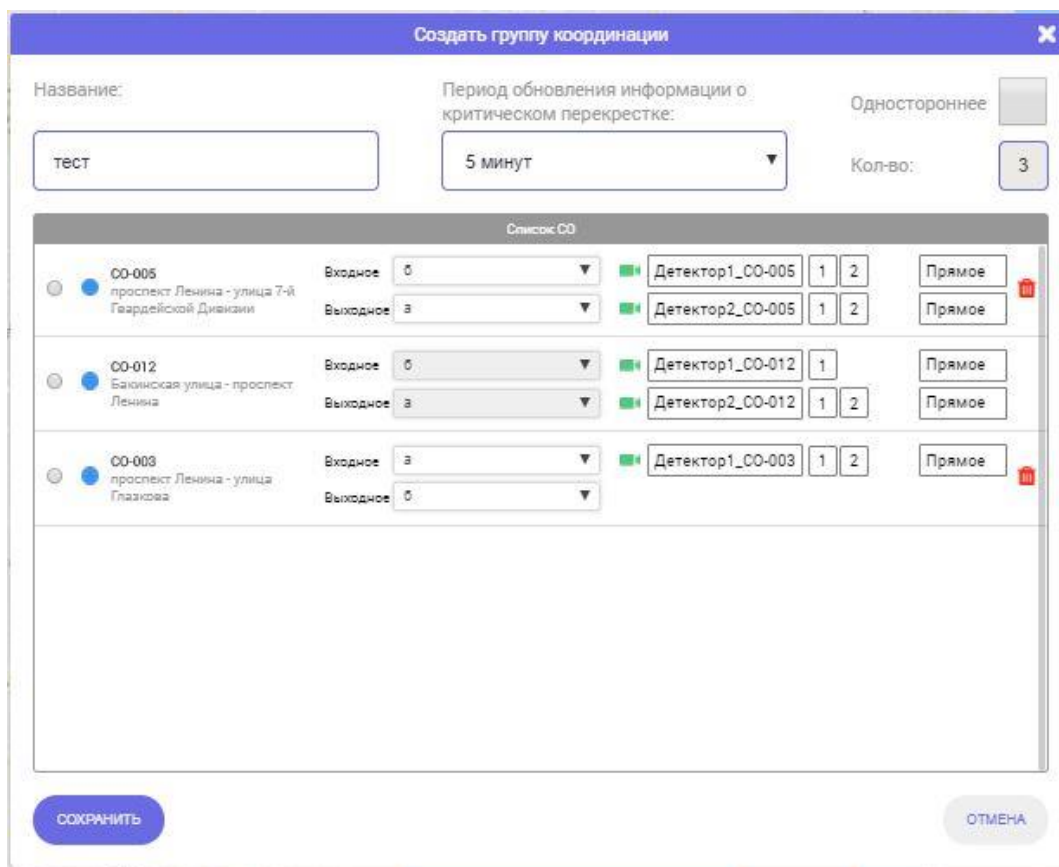 Создать группу координации
Название:
Период обновления информации о
критическом перекрестке:
Одностороннее
тест
5 минут
Кол-во:
3
Список СО
СО-005
проспект Ленина - улица 7-й
Гвардейской Дивизии
Входное
б
Детектор1_СО-005
1
2
Прямое
Выходное
а
Детектор2_СО-005
1
2
Прямое
СО-012
Бакинская улица - проспект
Ленина
Входное
б
Детектор1_СО-012
1
Прямое
Выходное
а
Детектор2_СО-012
1
2
Прямое
СО-003
проспект Ленина - улица
Глазкова
Входное
а
Детектор1_СО-003
1
2
Прямое
Выходное
б
СОХРАНИТЬ
ОТМЕНА